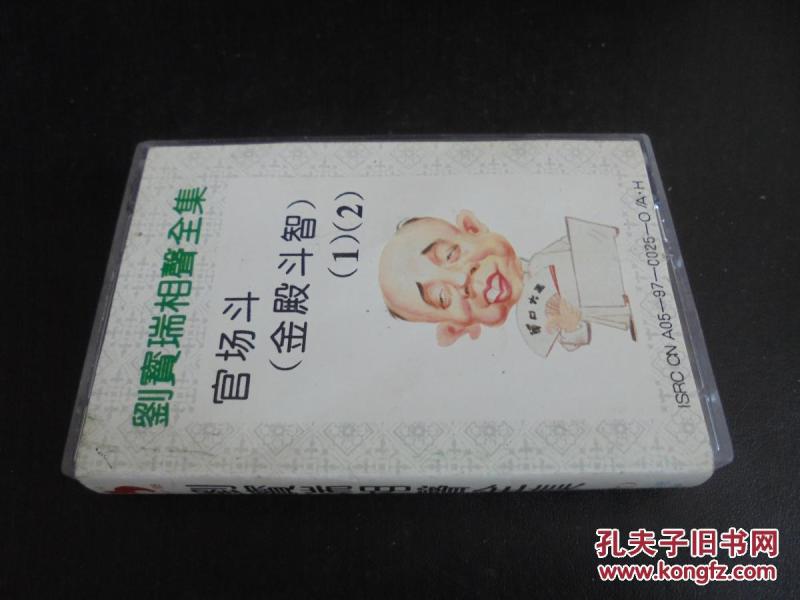 劉寳瑞相聲全集
官场斗
(金殿斗智)
(1)(2)
ISRC CN A05-97-0025-0/A·H
孔夫子旧书网
www.kongfz.com